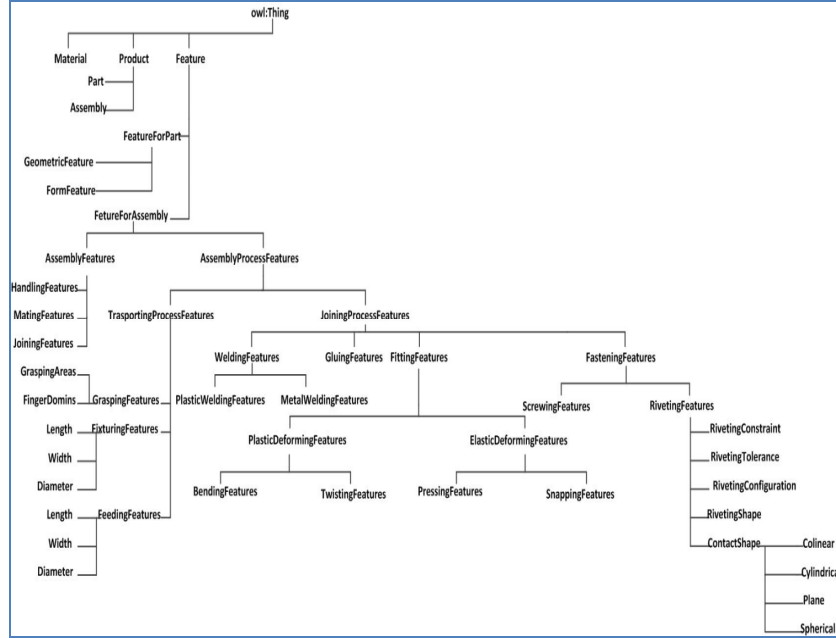 owl:Thing
Material Product Feature
Part
Assembly
FeatureForPart
GeometricFeature
FormFeature
FetureForAssembly
AssemblyFeatures AssemblyProcessFeatures
HandlingFeatures
MatingFeatures TrasportingProcessFeatures JoiningProcessFeatures
JoiningFeatures
WeldingFeatures GluingFeatures FittingFeatures FasteningFeatures
GraspingAreas
FingerDomins GraspingFeatures PlasticWeldingFeatures MetalWeldingFeatures ScrewingFeatures RivetingFeatures
Length FixturingFeatures RivetingConstraint
PlasticDeformingFeatures ElasticDeformingFeatures
Width RivetingTolerance
Diameter BendingFeatures TwistingFeatures PressingFeatures SnappingFeatures RivetingConfiguration
Length FeedingFeatures RivetingShape
Width ContactShape Colinear
Diameter Cylindrica
Plane
Spherical